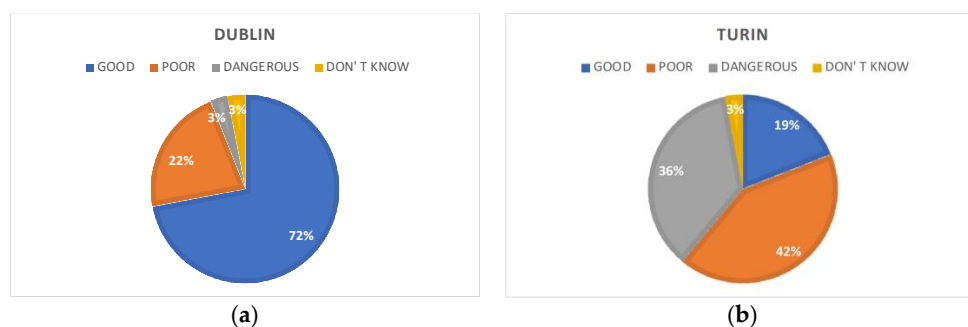 DUBLIN
GOOD POOR DANGEROUS DON' T KNOW
3%
3%
22%
72%
(a)
TURIN
GOOD POOR DANGEROUS DON' T KNOW
3%
19%
36%
42%
(b)